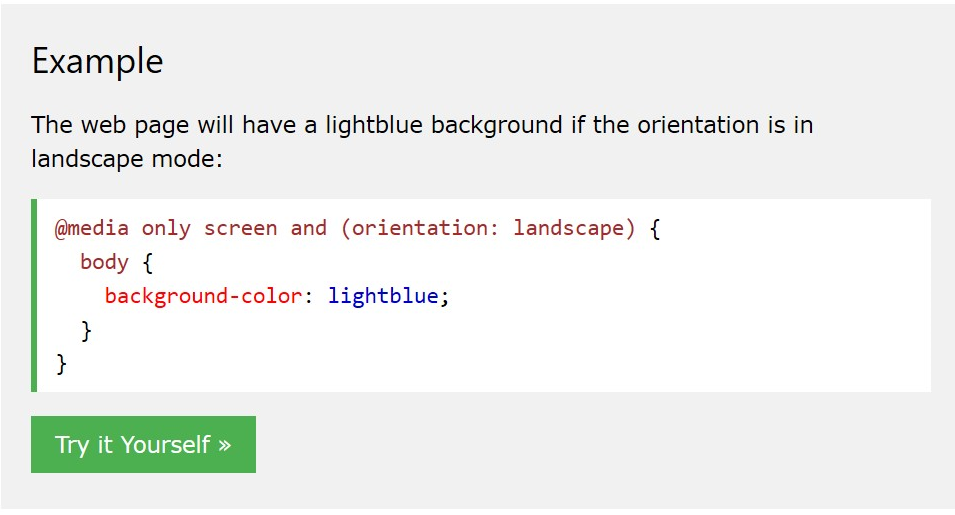 Example
The web page will have a lightblue background if the orientation is in
landscape mode:
@media only screen and (orientation: landscape) {
  body {
    background-color: lightblue;
  }
}
Try it Yourself »